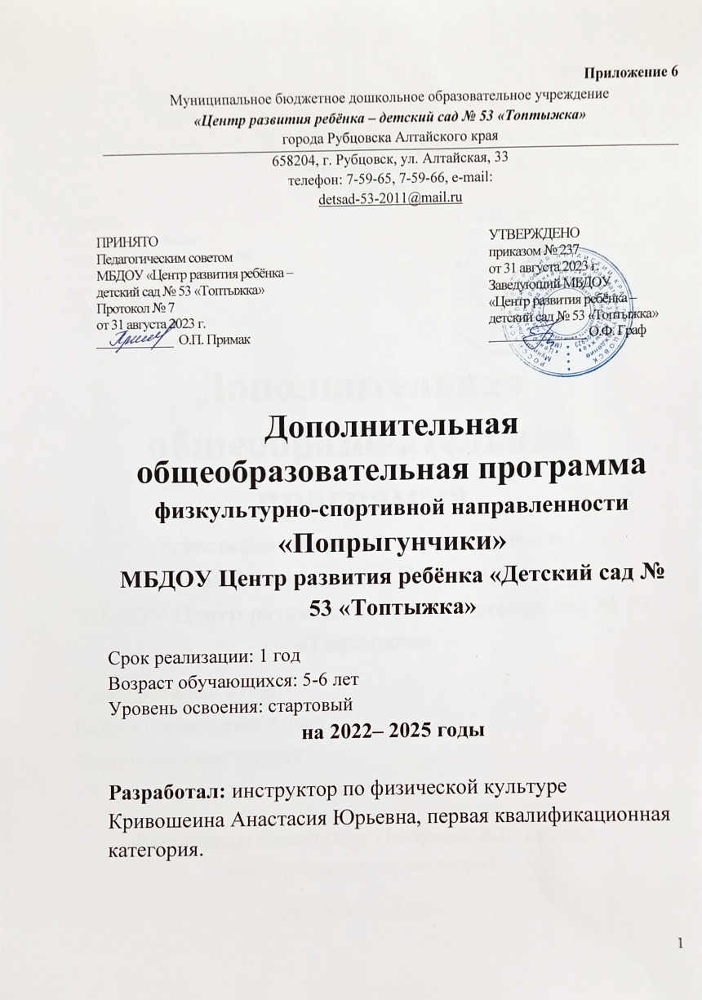 Приложение 6
Муниципальное бюджетное дошкольное образовательное учреждение
«Центр развития ребёнка – детский сад № 53 «Топтыжка»
города Рубцовска Алтайского края
658204, г. Рубцовск, ул. Алтайская, 33
телефон: 7-59-65, 7-59-66, e-mail:
detsad-53-2011@mail.ru
ПРИНЯТО
Педагогическим советом
МБДОУ «Центр развития ребёнка –
детский сад № 53 «Топтыжка»
Протокол № 7
от 31 августа 2023 г.
О.П. Примак
УТВЕРЖДЕНО
приказом № 237
от 31 августа 2023 г.
Заведующий МБДОУ
«Центр развития ребёнка –
детский сад № 53 «Топтыжка»
О.Ф. Граф
Дополнительная
общеобразовательная программа
физкультурно-спортивной направленности
«Попрыгунчики»
МБДОУ Центр развития ребёнка «Детский сад №
53 «Топтыжка»
Срок реализации: 1 год
Возраст обучающихся: 5-6 лет
Уровень освоения: стартовый
на 2022– 2025 годы
Разработал: инструктор по физической культуре
Кривошеина Анастасия Юрьевна, первая квалификационная
категория.
1